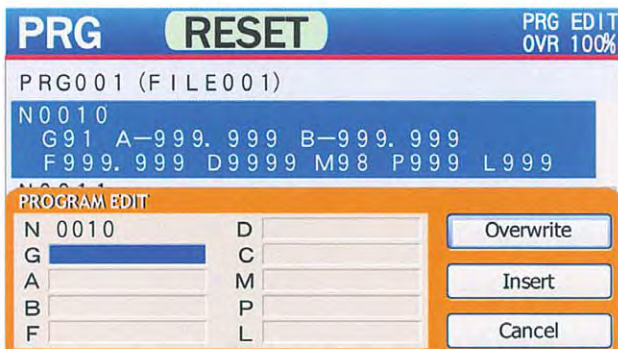 PRG RESET PRG EDIT
OVR 100%
PRG001 (FILE001)
N0010
G91 A-999.999 B-999.999
F999.999 D9999 M98 P999 L999
PROGRAM EDIT
N 0010 D Overwrite
G C
A M Insert
B P
F L Cancel